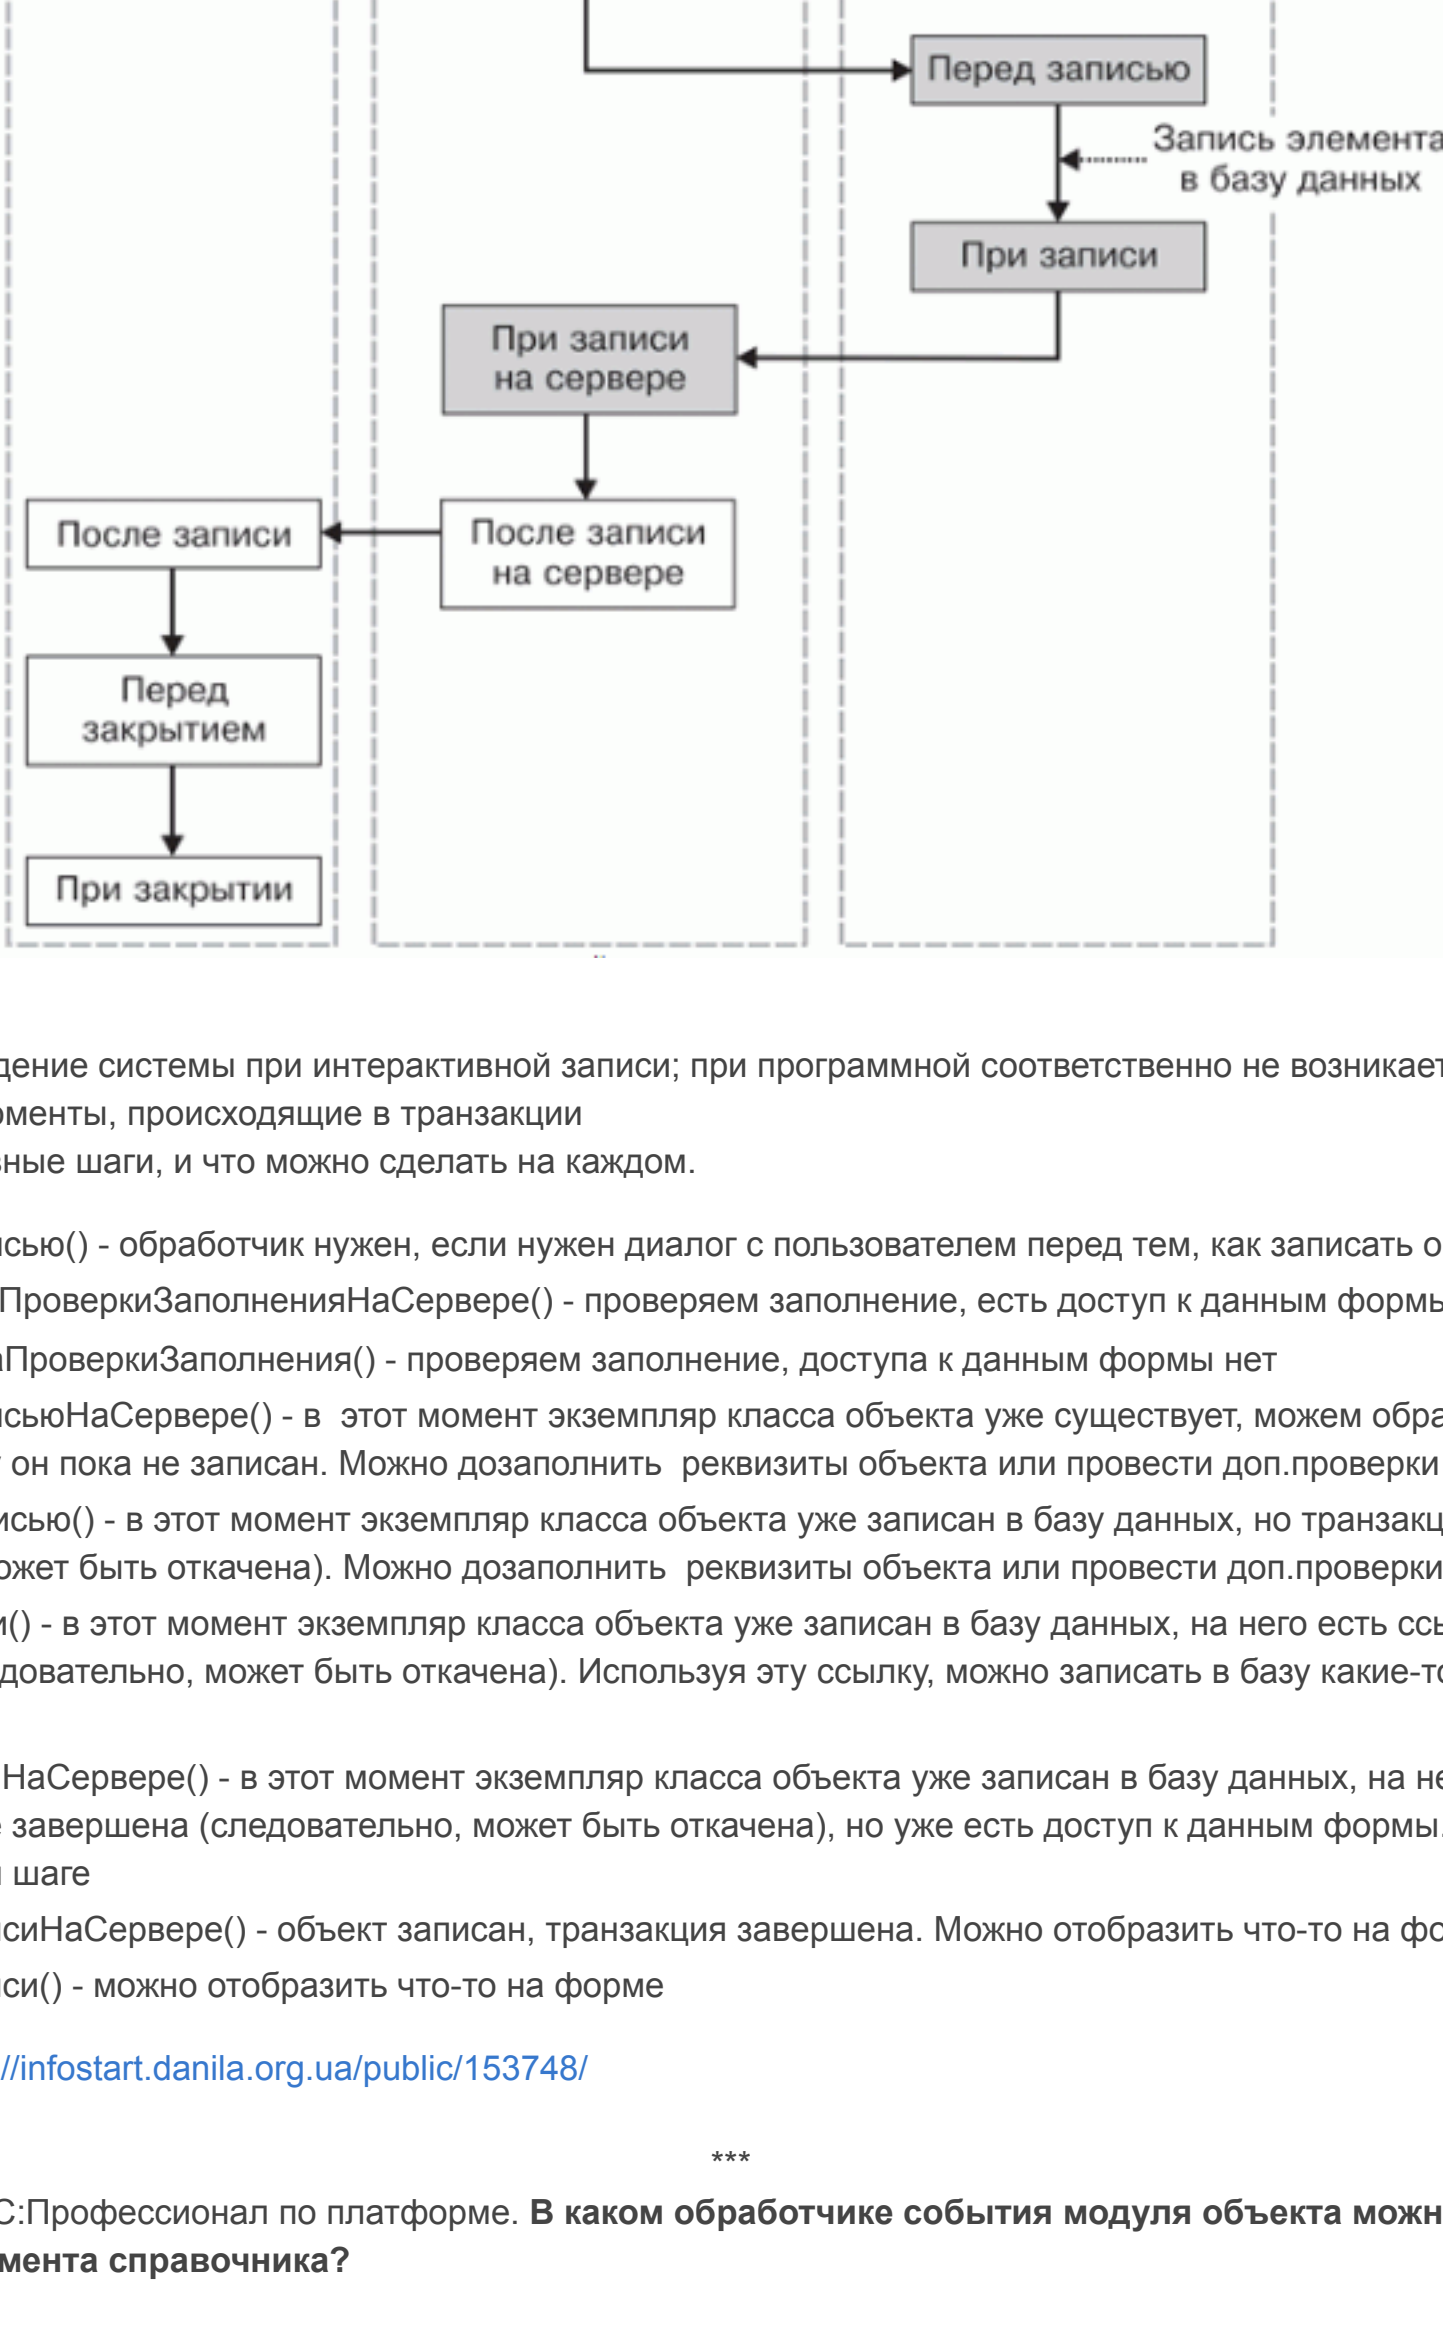 Перед записью
Запись элемента
в базу данных
При записи
При записи
на сервере
После записи
После записи
на сервере
Перед
закрытием
При закрытии
дение системы при интерактивной записи; при программной соответственно не возникает
оменты, происходящие в транзакции
вные шаги, и что можно сделать на каждом.
исью() - обработчик нужен, если нужен диалог с пользователем перед тем, как записать о
ПроверкиЗаполненияНаСервере() - проверяем заполнение, есть доступ к данным формы
аПроверкиЗаполнения() - проверяем заполнение, доступа к данным формы нет
исьюНаСервере() - в  этот момент экземпляр класса объекта уже существует, можем обра
т он пока не записан. Можно дозаполнить  реквизиты объекта или провести доп.проверки
исью() - в этот момент экземпляр класса объекта уже записан в базу данных, но транзакц
ожет быть откачена). Можно дозаполнить  реквизиты объекта или провести доп.проверки
и() - в этот момент экземпляр класса объекта уже записан в базу данных, на него есть ссы
довательно, может быть откачена). Используя эту ссылку, можно записать в базу какие-то
НаСервере() - в этот момент экземпляр класса объекта уже записан в базу данных, на не
е завершена (следовательно, может быть откачена), но уже есть доступ к данным формы.
и шаге
исиНаСервере() - объект записан, транзакция завершена. Можно отобразить что-то на фо
иси() - можно отобразить что-то на форме
//infostart.danila.org.ua/public/153748/
***
С:Профессионал по платформе. В каком обработчике события модуля объекта можн
мента справочника?